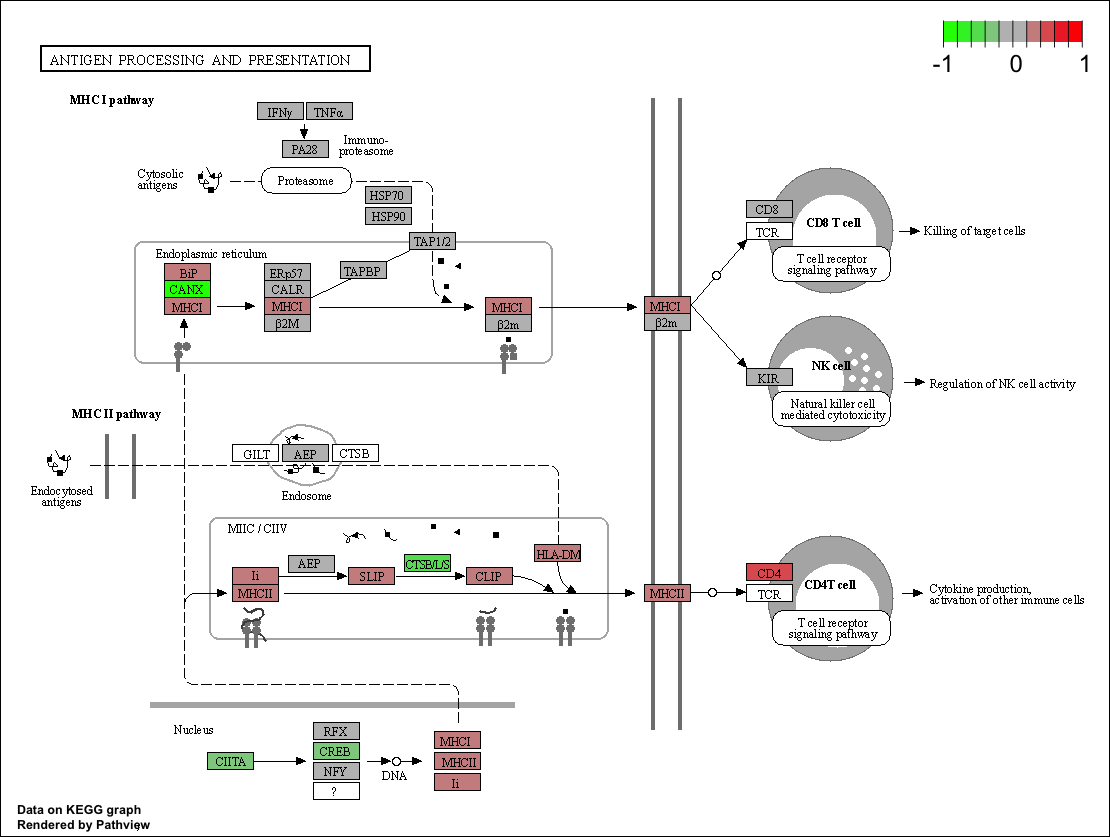 -1
0
1
ANTIGEN PROCESSING AND PRESENTATION
MHC I pathway
IFNγ
TNFα
PA28
Immuno-
proteasome
Cytosolic
antigens
Proteasome
HSP70
HSP90
TAP1/2
Endoplasmic reticulum
BiP
CANX
MHCI
ERp57
CALR
MHCI
β2M
TAPBP
MHCI
β2m
MHCI
β2m
CD8
TCR
CD8 T cell
T cell receptor
signaling pathway
Killing of target cells
KIR
NK cell
Natural killer cell
mediated cytotoxicity
Regulation of NK cell activity
MHC II pathway
Endocytosed
antigens
GILT
AEP
CTSB
Endosome
MIIC / CIIV
Ii
MHCII
AEP
SLIP
CTSB/L/S
CLIP
HLA-DM
MHCII
CD4
TCR
CD4T cell
T cell receptor
signaling pathway
Cytokine production,
activation of other immune cells
Nucleus
CIITA
RFX
CREB
NFY
?
DNA
MHCI
MHCII
Ii
Data on KEGG graph
Rendered by Pathview